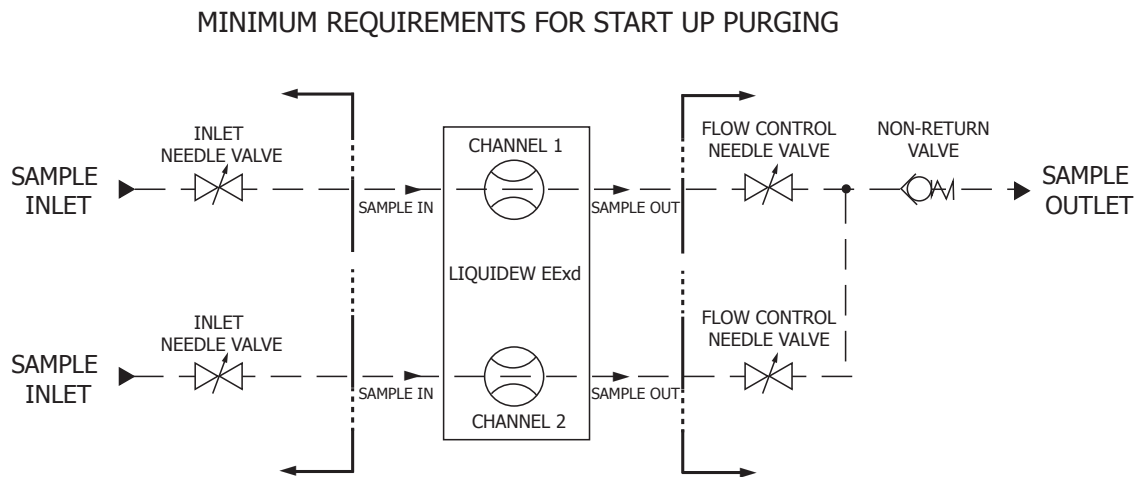 MINIMUM REQUIREMENTS FOR START UP PURGING
INLET
NEEDLE VALVE
CHANNEL 1
FLOW CONTROL
NEEDLE VALVE
NON-RETURN
VALVE
SAMPLE
INLET
SAMPLE IN
SAMPLE OUT
SAMPLE
OUTLET
LIQUIDEW EExd
INLET
NEEDLE VALVE
FLOW CONTROL
NEEDLE VALVE
SAMPLE
INLET
SAMPLE IN
SAMPLE OUT
CHANNEL 2